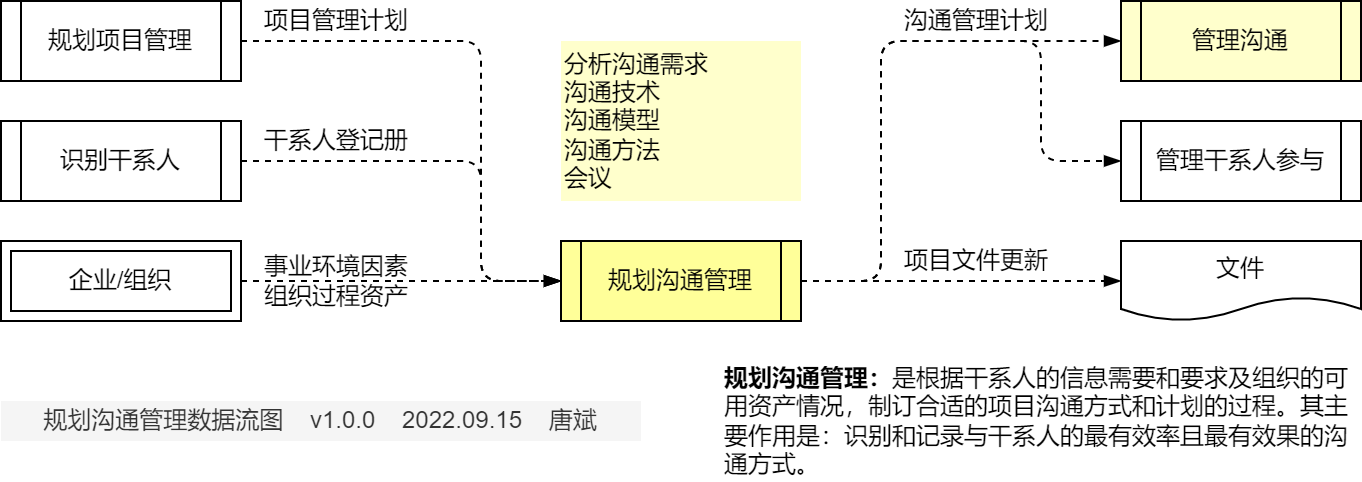 规划项目管理
项目管理计划
沟通管理计划
管理沟通
分析沟通需求
沟通技术
沟通模型
沟通方法
会议
识别干系人
干系人登记册
管理干系人参与
企业/组织
事业环境因素
组织过程资产
规划沟通管理
项目文件更新
文件
规划沟通管理：是根据干系人的信息需要和要求及组织的可
用资产情况，制订合适的项目沟通方式和计划的过程。其主
要作用是：识别和记录与干系人的最有效率且最有效果的沟
通方式。
规划沟通管理数据流图 v1.0.0 2022.09.15 唐斌